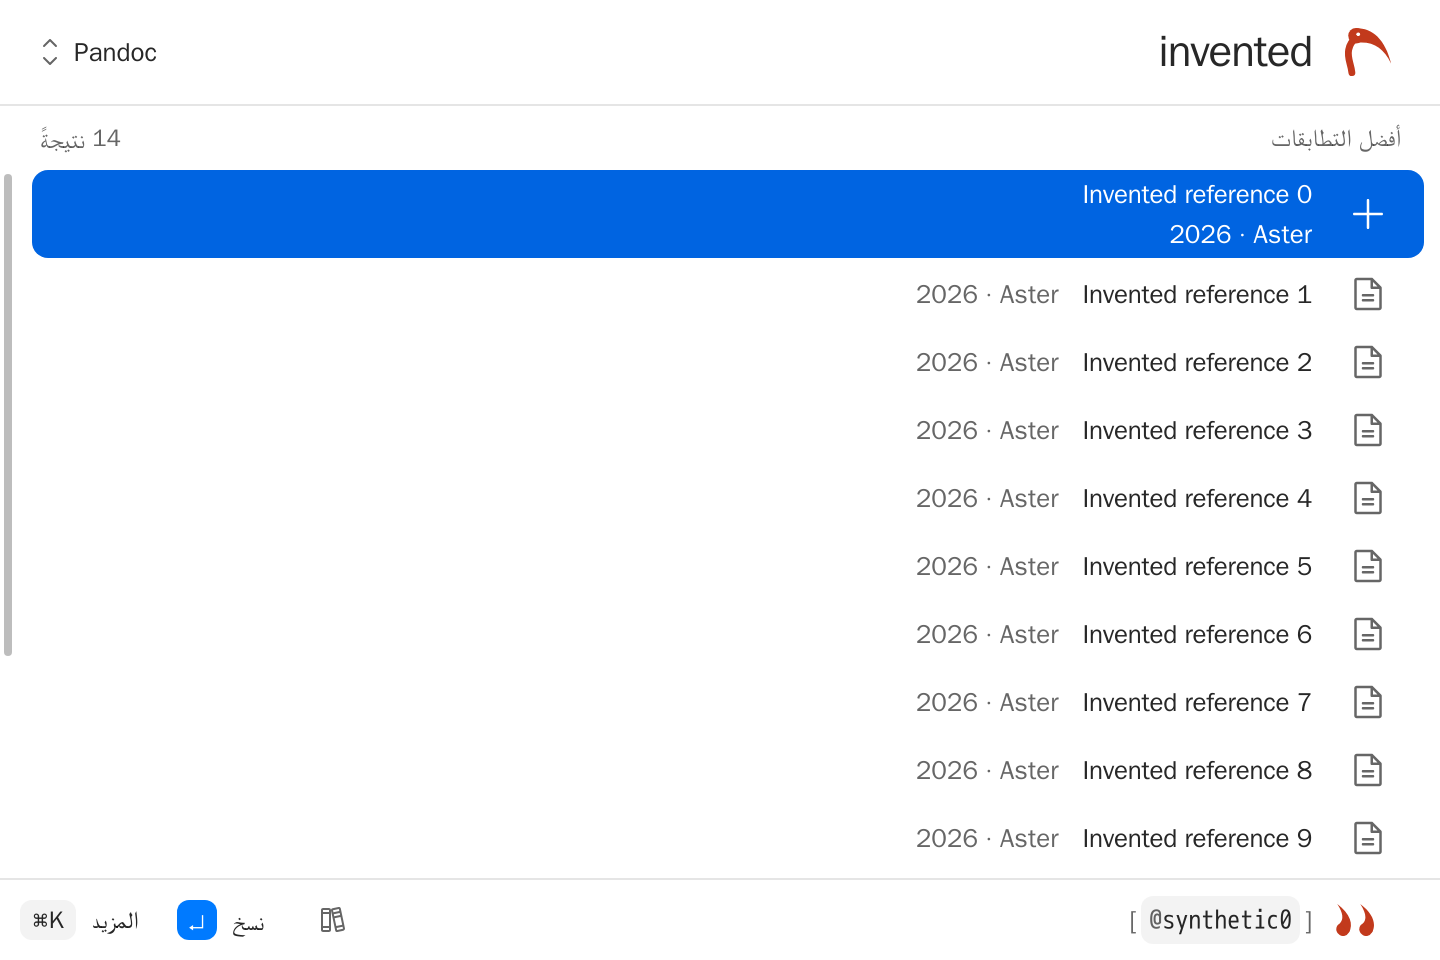 invented
Pandoc
أفضل التطابقات
14 نتيجةً
Invented reference 0
2026 · Aster
Invented reference 1 2026 · Aster
Invented reference 2 2026 · Aster
Invented reference 3 2026 · Aster
Invented reference 4 2026 · Aster
Invented reference 5 2026 · Aster
Invented reference 6 2026 · Aster
Invented reference 7 2026 · Aster
Invented reference 8 2026 · Aster
Invented reference 9 2026 · Aster
[@synthetic0]
نسخ ↵
المزيد ⌘K